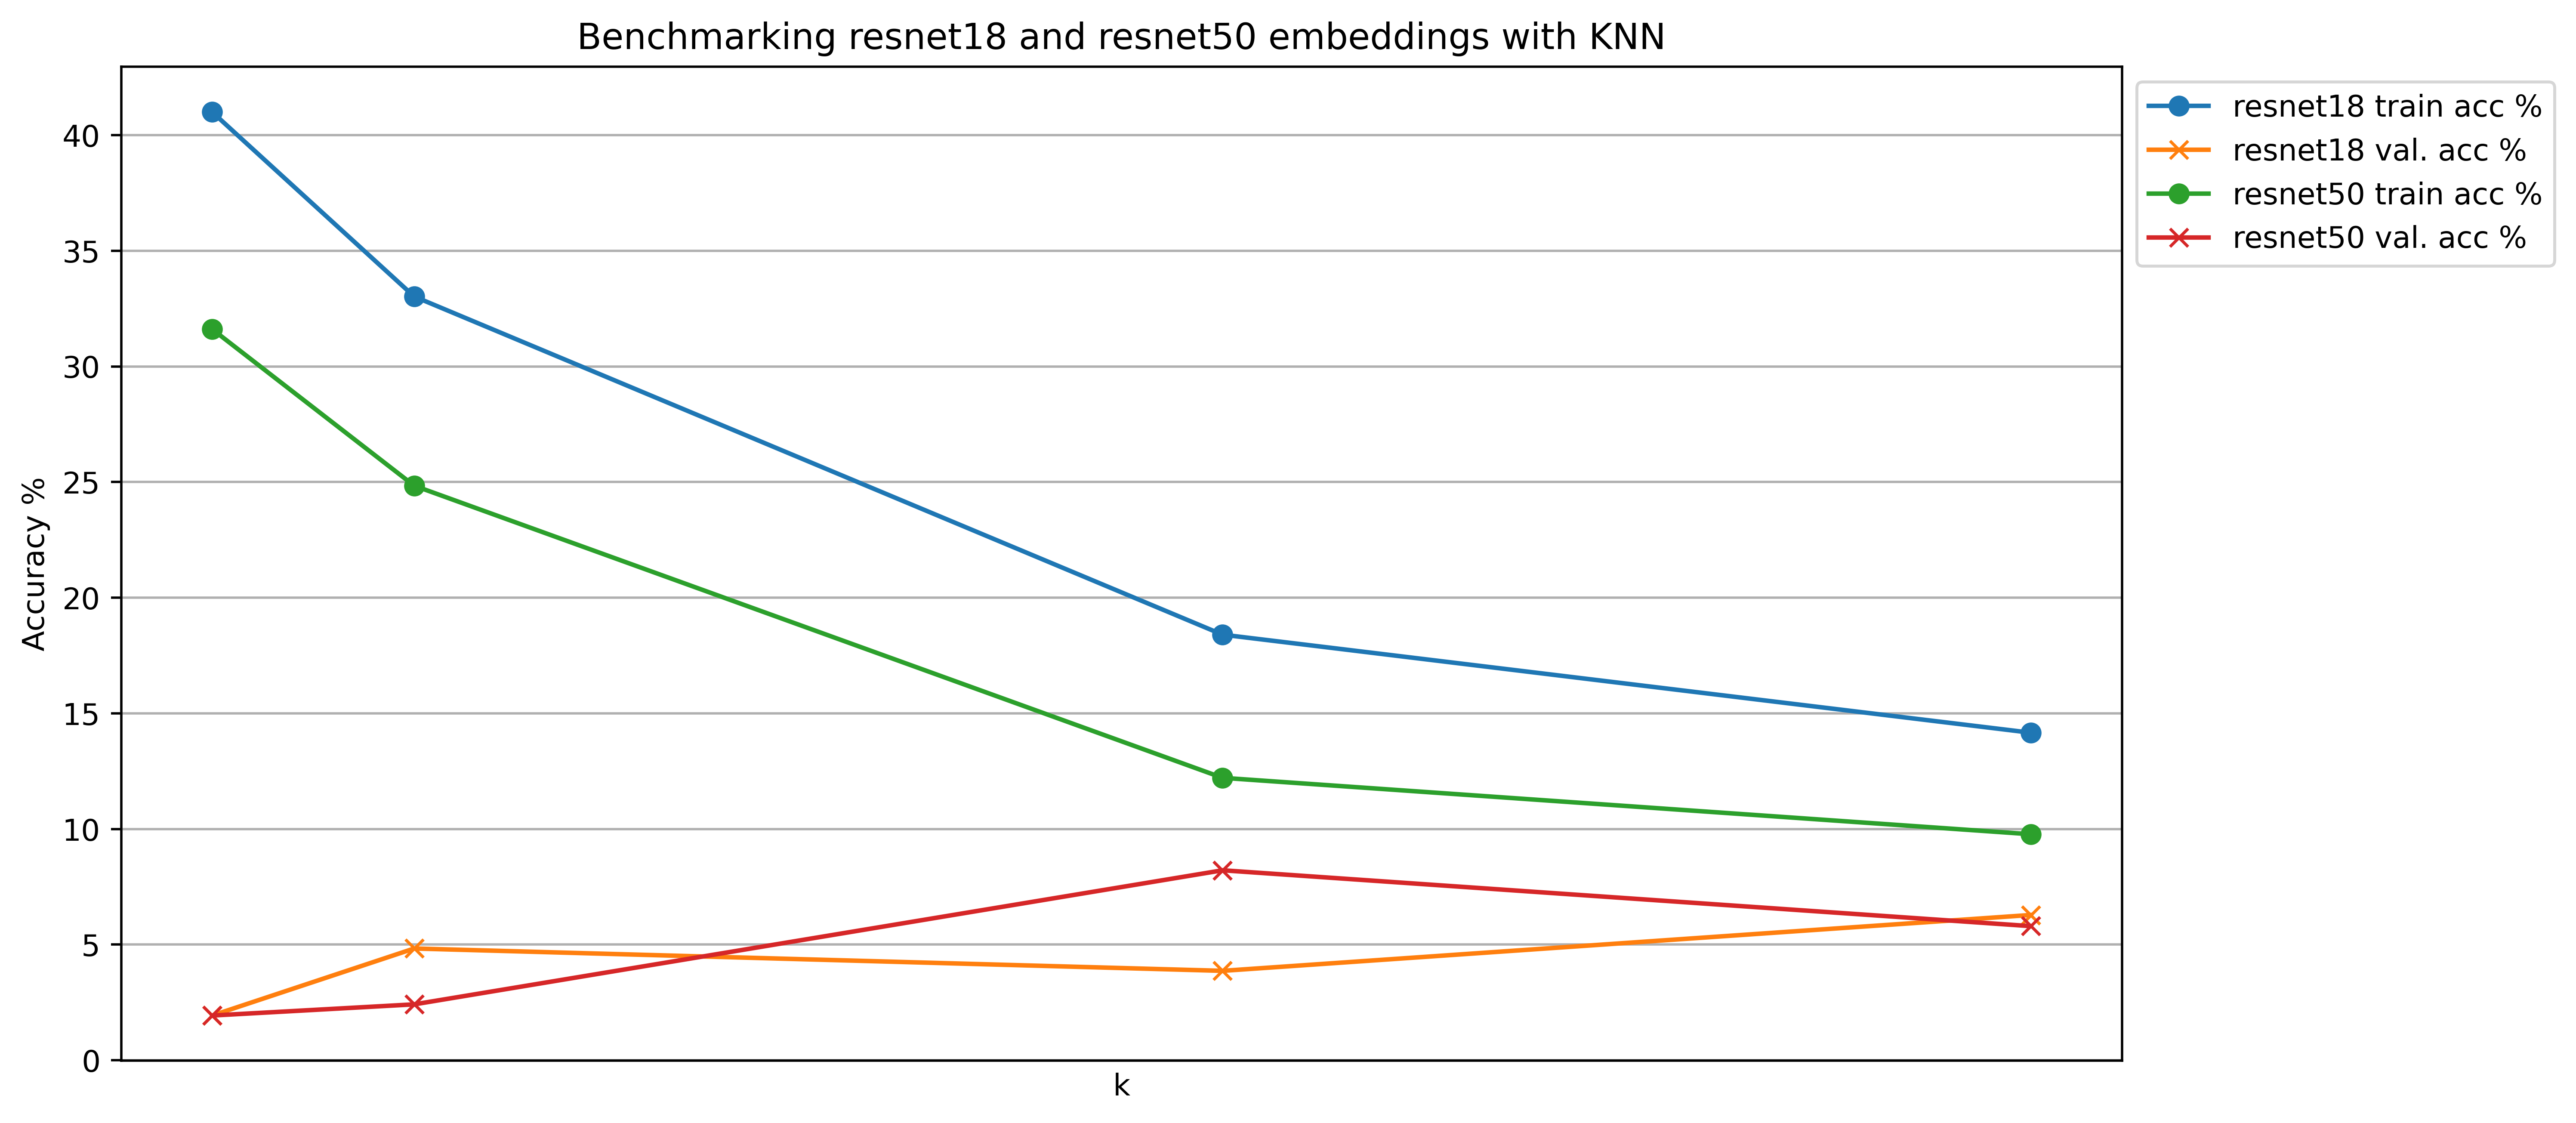 Benchmarking resnet18 and resnet50 embeddings with KNN
resnet18 train acc %
resnet18 val. acc %
resnet50 train acc %
resnet50 val. acc %
Accuracy %
40
35
30
25
20
15
10
5
0
k